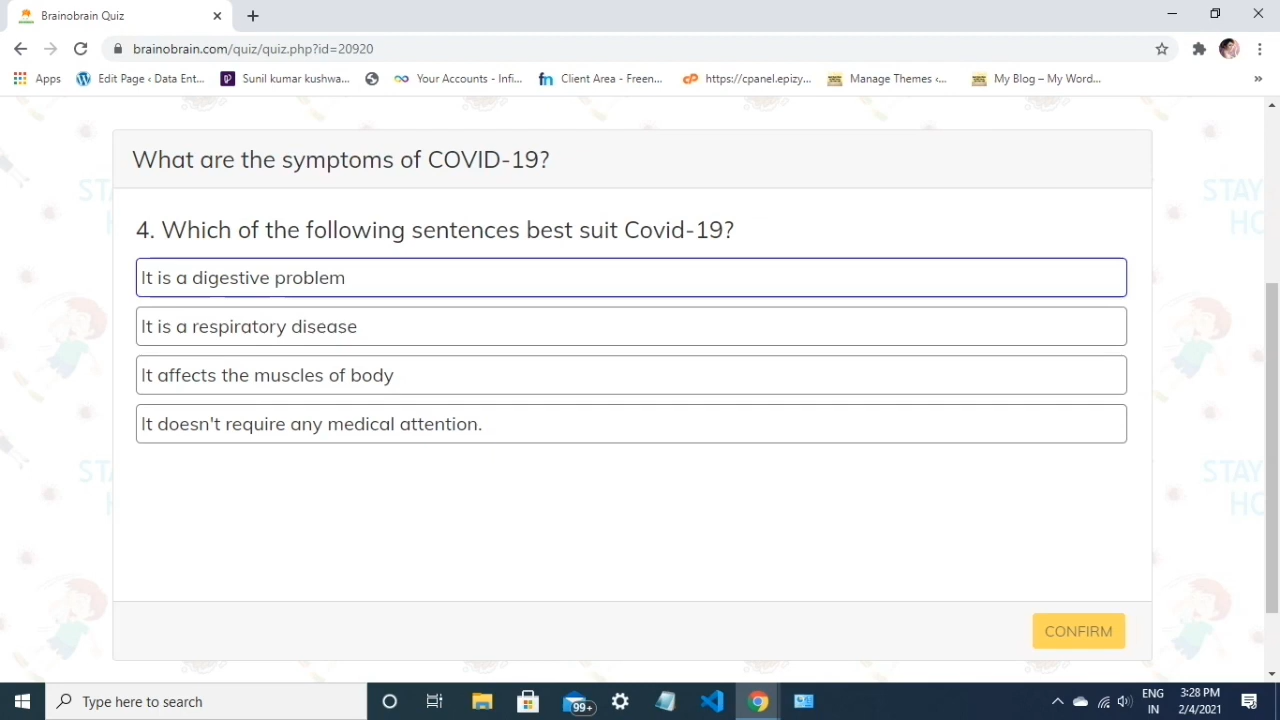 Brainobrain Quiz
brainobrain.com/quiz/quiz.php?id=20920
Apps
Edit Page ‹ Data Ent...
Sunil kumar kushwa...
Your Accounts - Infi...
Client Area - Freen...
https://cpanel.epizy...
Manage Themes ‹...
My Blog – My Word...
What are the symptoms of COVID-19?
4. Which of the following sentences best suit Covid-19?
It is a digestive problem
It is a respiratory disease
It affects the muscles of body
It doesn't require any medical attention.
CONFIRM
STAY
HO
STAY
HO
Type here to search
99+
ENG
IN
3:28 PM
2/4/2021